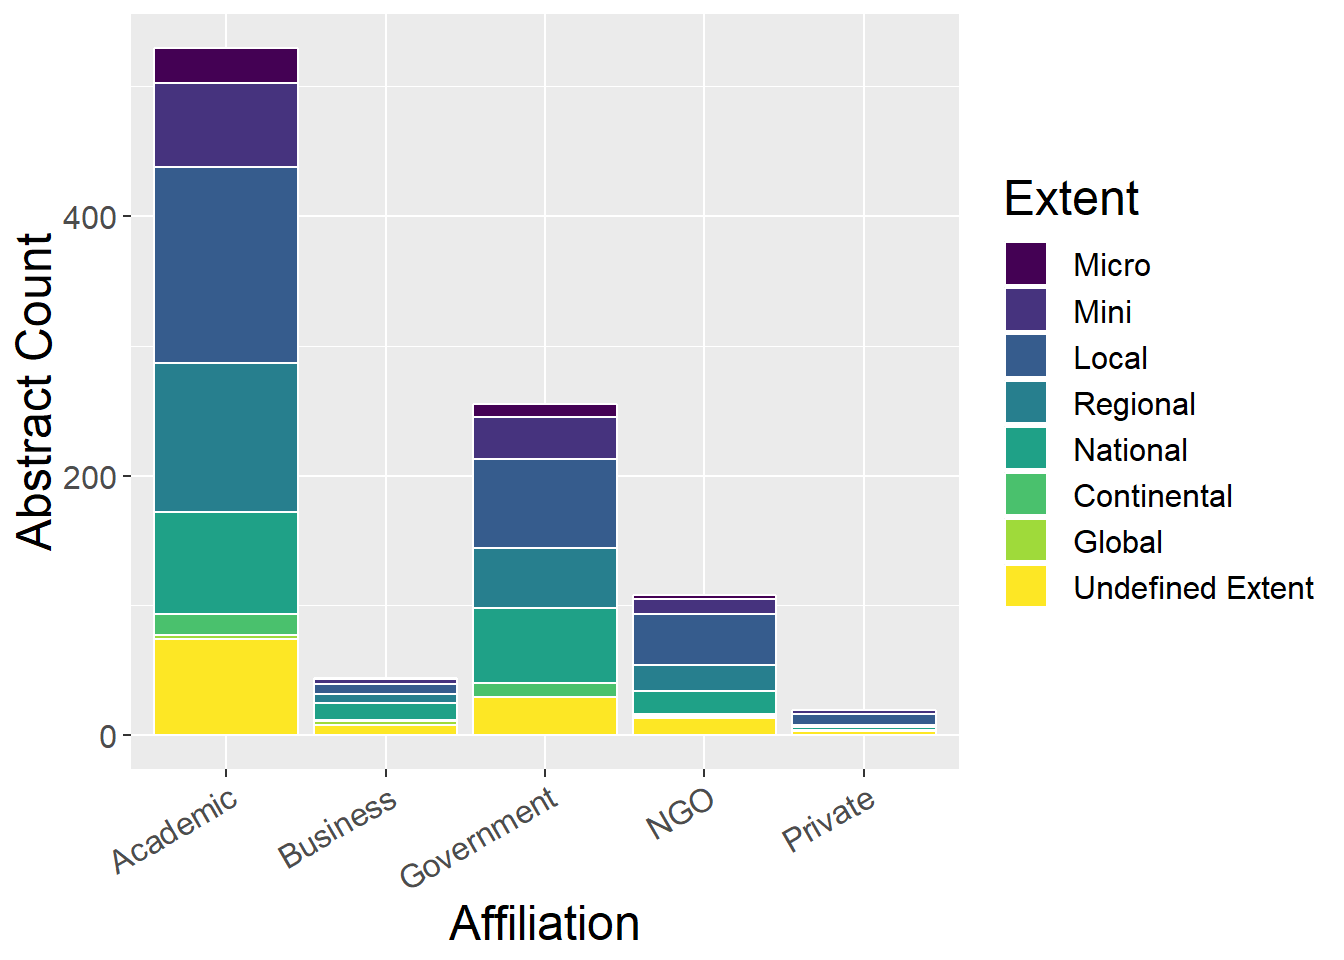 Abstract Count
400
200
0
Academic
Business
Government
NGO
Private
Affiliation
Extent
Micro
Mini
Local
Regional
National
Continental
Global
Undefined Extent